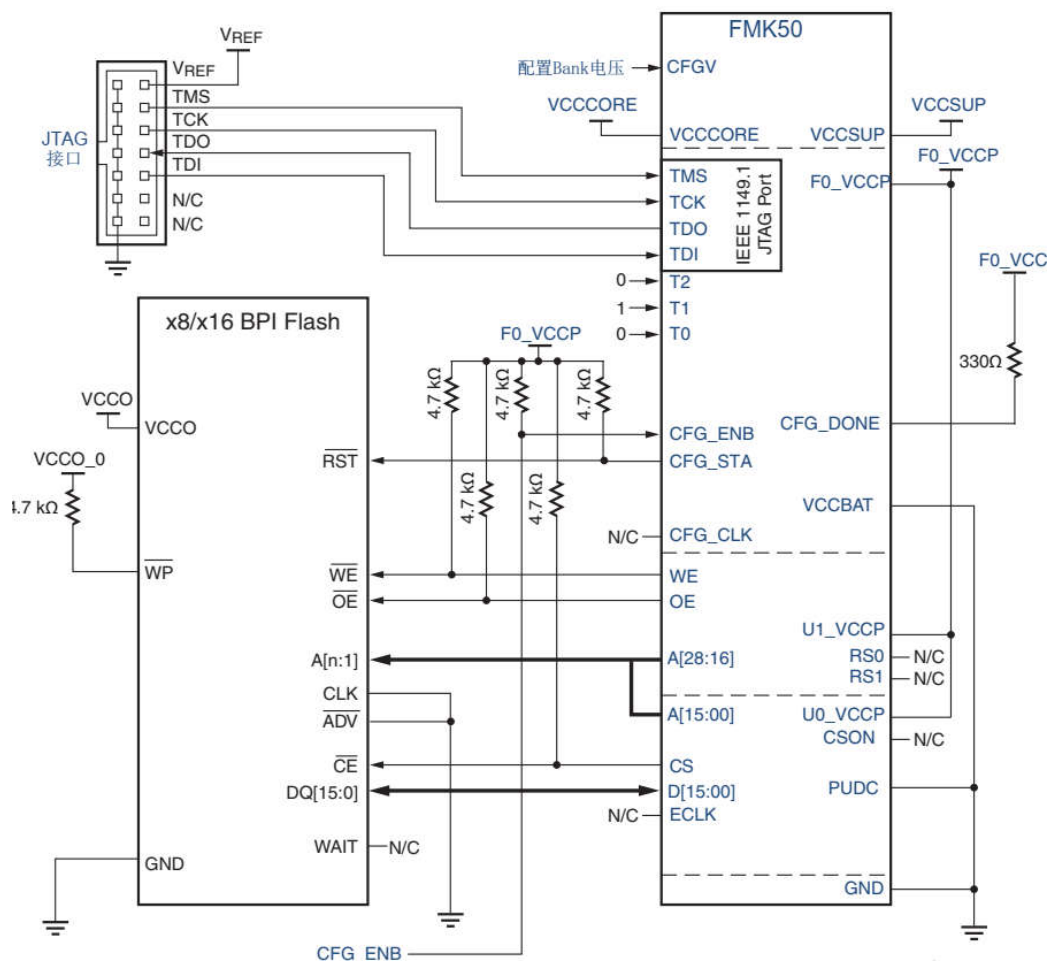 FMK50
配置Bank电压
CFGV
VCCCORE
VCCCORE
VCCSUP
VCCSUP
F0_VCCP
F0_VCCP
VREF
VREF
TMS
TCK
TDO
TDI
N/C
N/C
JTAG
接口
TMS
TCK
TDO
TDI
IEEE 1149.1
JTAG Port
0
T2
1
T1
0
T0
F0_VCC
330Ω
x8/x16 BPI Flash
F0_VCCP
4.7 kΩ
4.7 kΩ
4.7 kΩ
4.7 kΩ
4.7 kΩ
VCCO
VCCO
VCCO_0
4.7 kΩ
WP
RST
CFG_ENB
CFG_STA
CFG_DONE
VCCBAT
N/C
CFG_CLK
WE
WE
OE
OE
U1_VCCP
RS0
N/C
RS1
N/C
A[n:1]
A[28:16]
CLK
ADV
A[15:00]
U0_VCCP
CSON
N/C
CE
CS
DQ[15:0]
D[15:00]
PUDC
N/C
ECLK
WAIT
N/C
GND
GND
CFG_ENB